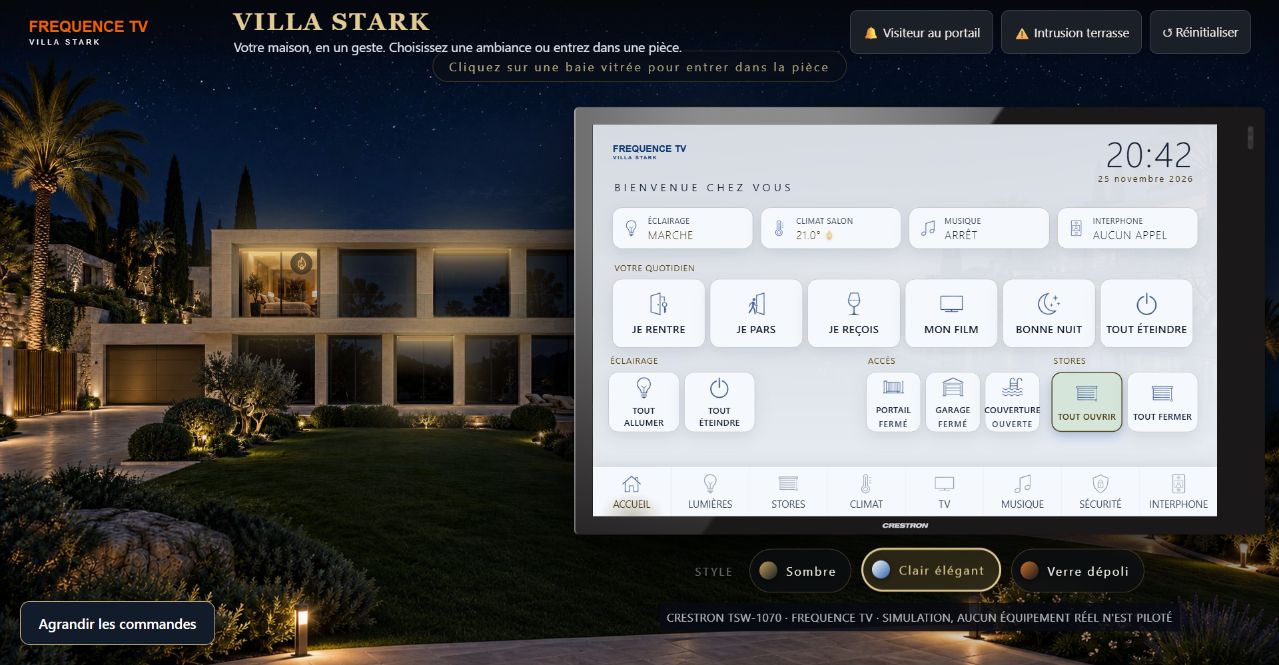 FREQUENCE TV
VILLA STARK
VILLA STARK
Votre maison, en un geste. Choisissez une ambiance ou entrez dans une pièce.
Visiteur au portail
Intrusion terrasse
Réinitialiser
Cliquez sur une baie vitrée pour entrer dans la pièce
FREQUENCE TV
VILLA STARK
20:42
25 novembre 2026
BIENVENUE CHEZ VOUS
ÉCLAIRAGE
MARCHE
CLIMAT SALON
21.0°
MUSIQUE
ARRÊT
INTERPHONE
AUCUN APPEL
VOTRE QUOTIDIEN
JE RENTRE
JE PARS
JE REÇOIS
MON FILM
BONNE NUIT
TOUT ÉTEINDRE
ÉCLAIRAGE
TOUT
ALLUMER
TOUT
ÉTEINDRE
ACCÈS
PORTAIL
FERMÉ
GARAGE
FERMÉ
COUVERTURE
OUVERTE
STORES
TOUT OUVRIR
TOUT FERMER
ACCUEIL
LUMIÈRES
STORES
CLIMAT
TV
MUSIQUE
SÉCURITÉ
INTERPHONE
CRESTRON
STYLE
Sombre
Clair élégant
Verre dépoli
Agrandir les commandes
CRESTRON TSW-1070 · FREQUENCE TV · SIMULATION, AUCUN ÉQUIPEMENT RÉEL N'EST PILOTÉ